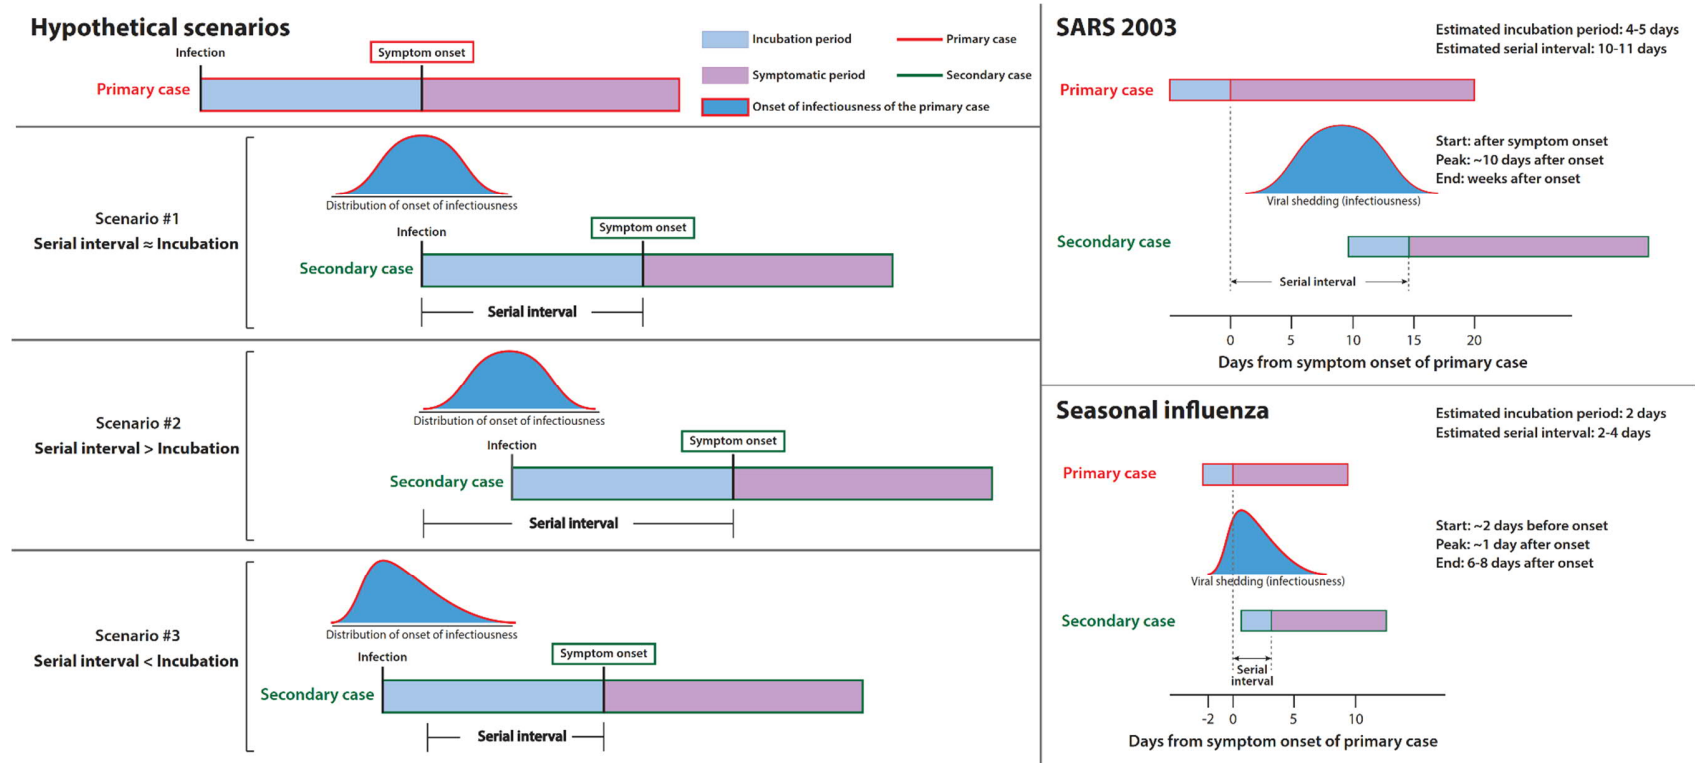 Hypothetical scenarios
Infection
Symptom onset
Primary case
Incubation period
Primary case
Symptomatic period
Secondary case
Onset of infectiousness of the primary case
Scenario #1
Serial interval ≈ Incubation
Distribution of onset of infectiousness
Infection
Symptom onset
Secondary case
Serial interval
Scenario #2
Serial interval > Incubation
Distribution of onset of infectiousness
Infection
Symptom onset
Secondary case
Serial interval
Scenario #3
Serial interval < Incubation
Distribution of onset of infectiousness
Infection
Symptom onset
Secondary case
Serial interval
SARS 2003
Estimated incubation period: 4-5 days
Estimated serial interval: 10-11 days
Primary case
Start: after symptom onset
Peak: ~10 days after onset
End: weeks after onset
Viral shedding (infectiousness)
Secondary case
Serial interval
0 5 10 15 20
Days from symptom onset of primary case
Seasonal influenza
Estimated incubation period: 2 days
Estimated serial interval: 2-4 days
Primary case
Start: ~2 days before onset
Peak: ~1 day after onset
End: 6-8 days after onset
Viral shedding (infectiousness)
Secondary case
Serial
interval
-2 0 5 10
Days from symptom onset of primary case